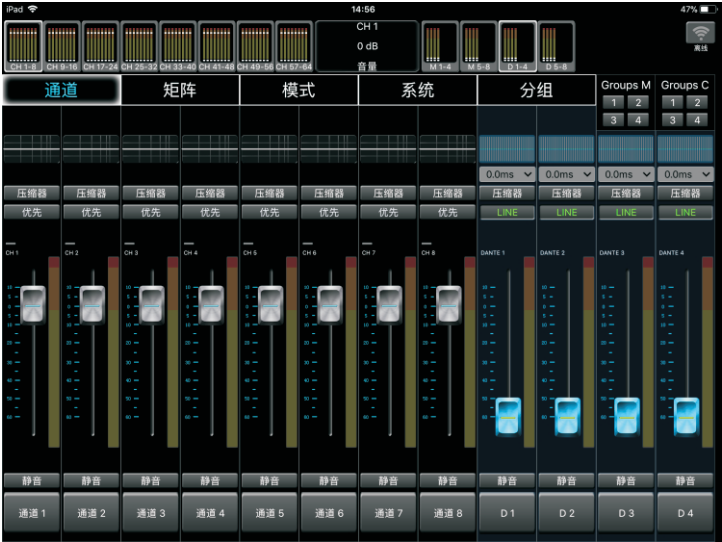 iPad 14:56 47%
CH 1
0 dB
音量
离线
CH 1-8 CH 9-16 CH 17-24 CH 25-32 CH 33-40 CH 41-48 CH 49-56 CH 57-64 M 1-4 M 5-8 D 1-4 D 5-8
通道 矩阵 模式 系统 分组 Groups M Groups C
1 2 1 2
3 4 3 4
0.0ms 0.0ms 0.0ms 0.0ms
压缩器 压缩器 压缩器 压缩器 压缩器 压缩器 压缩器 压缩器 压缩器 压缩器 压缩器 压缩器
优先 优先 优先 优先 优先 优先 优先 优先 LINE LINE LINE LINE
CH 1 CH 2 CH 3 CH 4 CH 5 CH 6 CH 7 CH 8 DANTE 1 DANTE 2 DANTE 3 DANTE 4
静音 静音 静音 静音 静音 静音 静音 静音 静音 静音 静音 静音
通道 1 通道 2 通道 3 通道 4 通道 5 通道 6 通道 7 通道 8 D 1 D 2 D 3 D 4